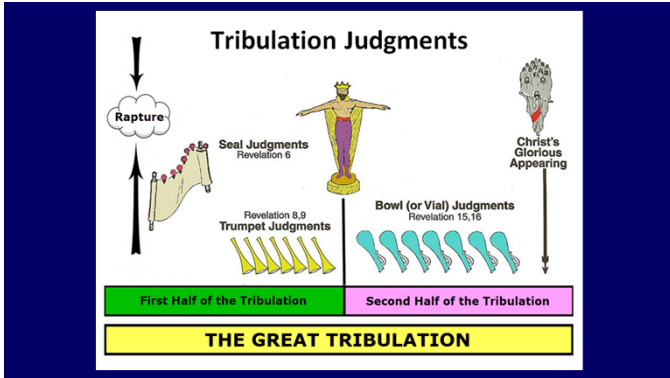 Tribulation Judgments
Rapture
Seal Judgments
Revelation 6
Christ's
Glorious
Appearing
Revelation 8,9
Trumpet Judgments
Bowl (or Vial) Judgments
Revelation 15,16
First Half of the Tribulation
Second Half of the Tribulation
THE GREAT TRIBULATION